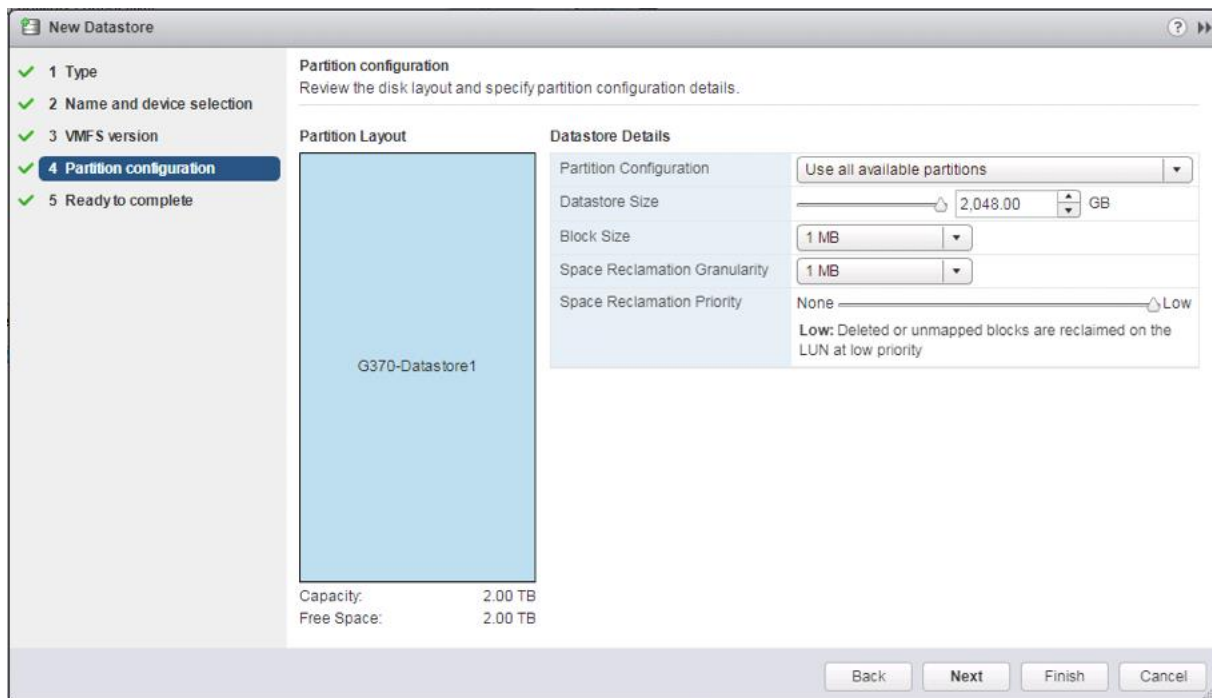 New Datastore
?
1 Type
2 Name and device selection
3 VMFS version
4 Partition configuration
5 Ready to complete
Partition configuration
Review the disk layout and specify partition configuration details.
Partition Layout
G370-Datastore1
Capacity: 2.00 TB
Free Space: 2.00 TB
Datastore Details
Partition Configuration Use all available partitions
Datastore Size 2,048.00 GB
Block Size 1 MB
Space Reclamation Granularity 1 MB
Space Reclamation Priority None Low
Low: Deleted or unmapped blocks are reclaimed on the
LUN at low priority
Back Next Finish Cancel